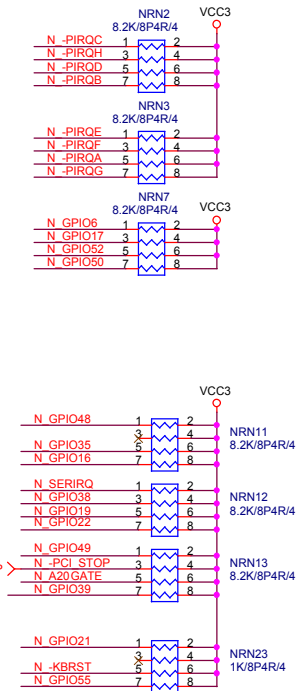 VCC3
NRN2
8.2K/8P4R/4
N_-PIRQC 1 2
N_-PIRQH 3 4
N_-PIRQD 5 6
N_-PIRQB 7 8
NRN3
8.2K/8P4R/4
N_-PIRQE 1 2
N_-PIRQF 3 4
N_-PIRQA 5 6
N_-PIRQG 7 8
NRN7
8.2K/8P4R/4
VCC3
N_GPIO6 1 2
N_GPIO17 3 4
N_GPIO52 5 6
N_GPIO50 7 8
VCC3
N_GPIO48 1 2
3 4 NRN11
N_GPIO35 5 6 8.2K/8P4R/4
N_GPIO16 7 8
N_SERIRQ 1 2
N_GPIO38 3 4 NRN12
N_GPIO19 5 6 8.2K/8P4R/4
N_GPIO22 7 8
N_GPIO49 1 2
N_-PCI_STOP 3 4 NRN13
N_A20GATE 5 6 8.2K/8P4R/4
N_GPIO39 7 8
N_GPIO21 1 2
3 4 NRN23
N_-KBRST 5 6 1K/8P4R/4
N_GPIO55 7 8